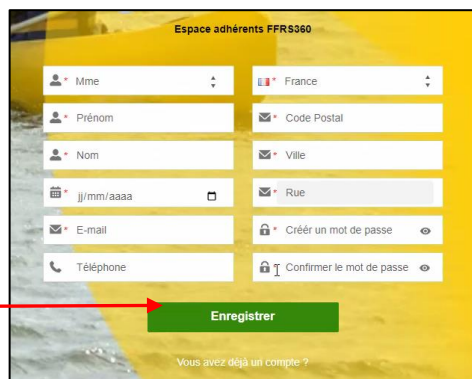 Espace adhérents FFRS360
* Mme
* France
* Prénom
* Code Postal
* Nom
* Ville
* jj/mm/aaaa
* Rue
* E-mail
* Créér un mot de passe
Téléphone
* Confirmer le mot de passe
Enregistrer
Vous avez déjà un compte ?